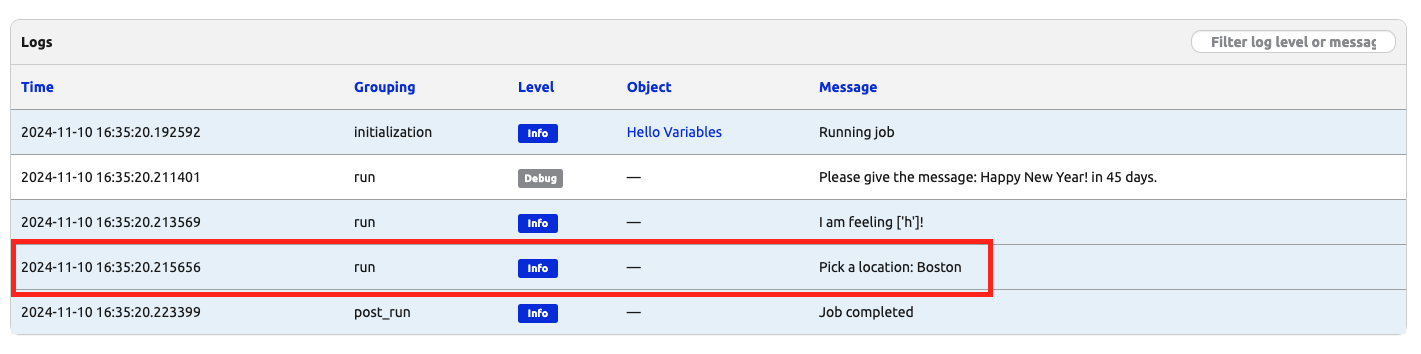 Logs Filter log level or messag
Time Grouping Level Object Message
2024-11-10 16:35:20.192592 initialization Info Hello Variables Running job
2024-11-10 16:35:20.211401 run Debug — Please give the message: Happy New Year! in 45 days.
2024-11-10 16:35:20.213569 run Info — I am feeling ['h']!
2024-11-10 16:35:20.215656 run Info — Pick a location: Boston
2024-11-10 16:35:20.223399 post_run Info — Job completed